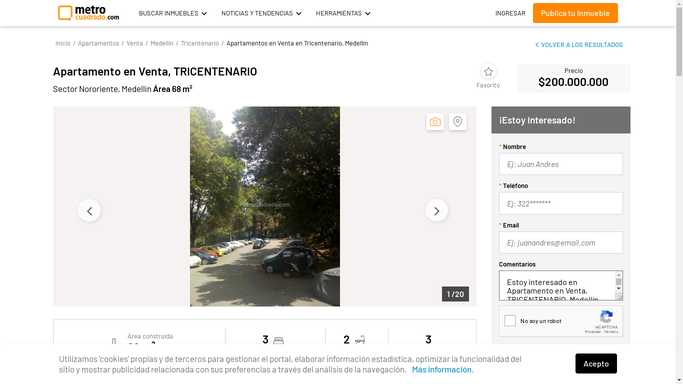 metro
cuadrado.com
BUSCAR INMUEBLES
NOTICIAS Y TENDENCIAS
HERRAMIENTAS
INGRESAR
Publica tu Inmueble
Inicio / Apartamentos / Venta / Medellín / Tricentenario / Apartamentos en Venta en Tricentenario, Medellín
VOLVER A LOS RESULTADOS
Apartamento en Venta, TRICENTENARIO
Sector Nororiente, Medellín Área 68 m²
Favorito
Precio
$200.000.000
1 / 20
¡Estoy Interesado!
* Nombre
Ej: Juan Andres
* Teléfono
Ej: 322*******
* Email
Ej: juanandres@email.com
Comentarios
Estoy interesado en
Apartamento en Venta,
TRICENTENARIO, Medellín
No soy un robot
reCAPTCHA
Área construida
3
2
3
Utilizamos 'cookies' propias y de terceros para gestionar el portal, elaborar información estadística, optimizar la funcionalidad del
sitio y mostrar publicidad relacionada con sus preferencias a través del análisis de la navegación. Más información.
Acepto